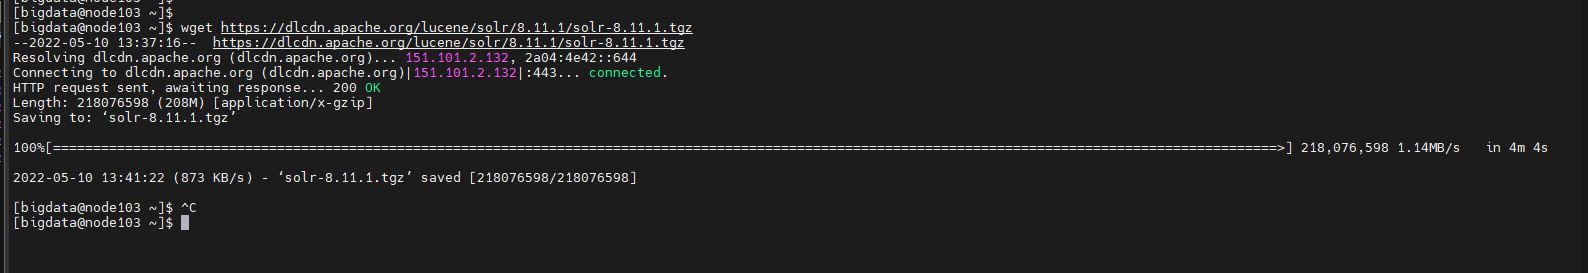 [bigdata@node103 ~]$
[bigdata@node103 ~]$
[bigdata@node103 ~]$ wget https://dlcdn.apache.org/lucene/solr/8.11.1/solr-8.11.1.tgz
--2022-05-10 13:37:16--  https://dlcdn.apache.org/lucene/solr/8.11.1/solr-8.11.1.tgz
Resolving dlcdn.apache.org (dlcdn.apache.org)... 151.101.2.132, 2a04:4e42::644
Connecting to dlcdn.apache.org (dlcdn.apache.org)|151.101.2.132|:443... connected.
HTTP request sent, awaiting response... 200 OK
Length: 218076598 (208M) [application/x-gzip]
Saving to: ‘solr-8.11.1.tgz’
100%[=========================================================================================================================================================>] 218,076,598 1.14MB/s   in 4m 4s
2022-05-10 13:41:22 (873 KB/s) - ‘solr-8.11.1.tgz’ saved [218076598/218076598]
[bigdata@node103 ~]$ ^C
[bigdata@node103 ~]$